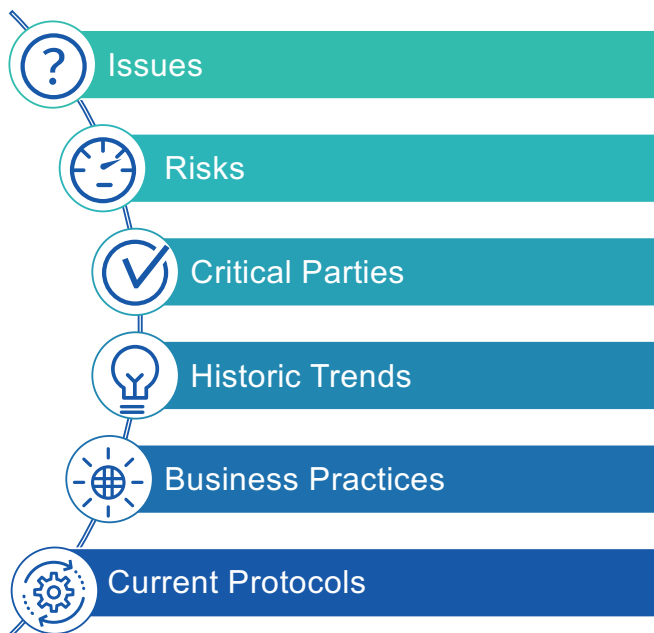 ?
Issues
Risks
Critical Parties
Historic Trends
Business Practices
Current Protocols